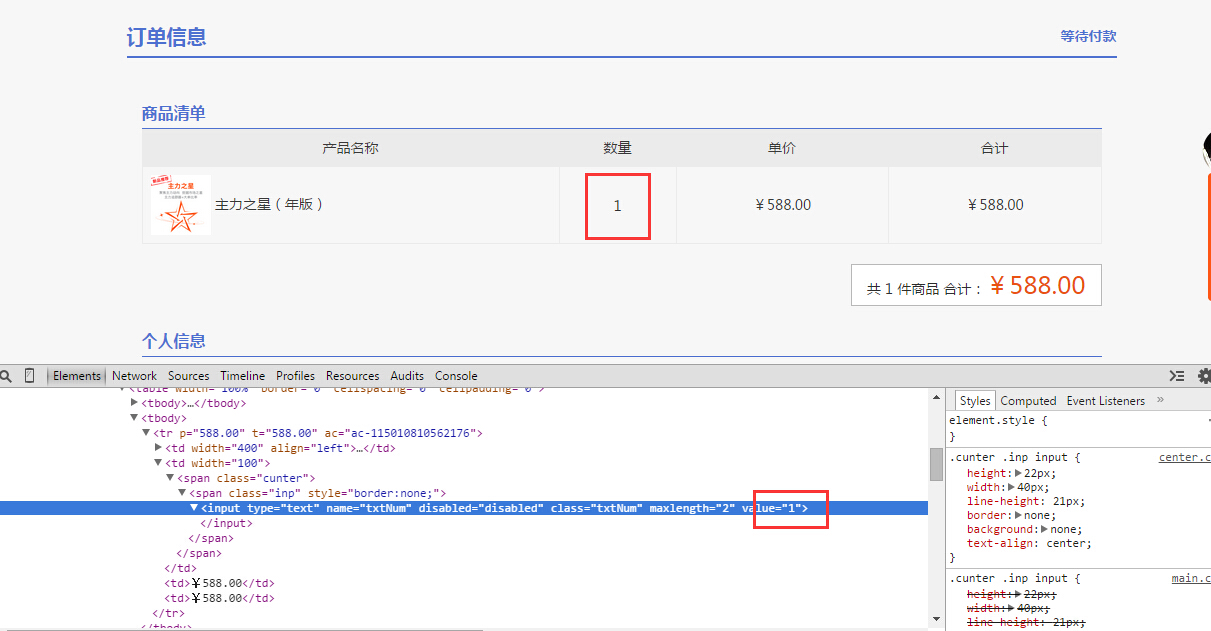 订单信息
等待付款
商品清单
产品名称 数量 单价 合计
主力之星
主力之星（年版） 1 ¥ 588.00 ¥ 588.00
共 1 件商品 合计： ¥ 588.00
个人信息
Elements Network Sources Timeline Profiles Resources Audits Console
<table width="100%" border="0" cellspacing="0" cellpadding="0">
<tbody>…</tbody>
<tbody>
<tr p="588.00" t="588.00" ac="ac-115010810562176">
<td width="400" align="left">…</td>
<td width="100">
<span class="cunter">
<span class="inp" style="border:none;">
<input type="text" name="txtNum" disabled="disabled" class="txtNum" maxlength="2" value="1">
</input>
</span>
</span>
</td>
<td>¥588.00</td>
<td>¥588.00</td>
</tr>
</tbody>
Styles Computed Event Listeners »
element.style {
}
.cunter .inp input { center.c
height:22px;
width:40px;
line-height: 21px;
border:none;
background:none;
text-align: center;
}
.cunter .inp input { main.c
height:22px;
width:40px;
line-height: 21px;